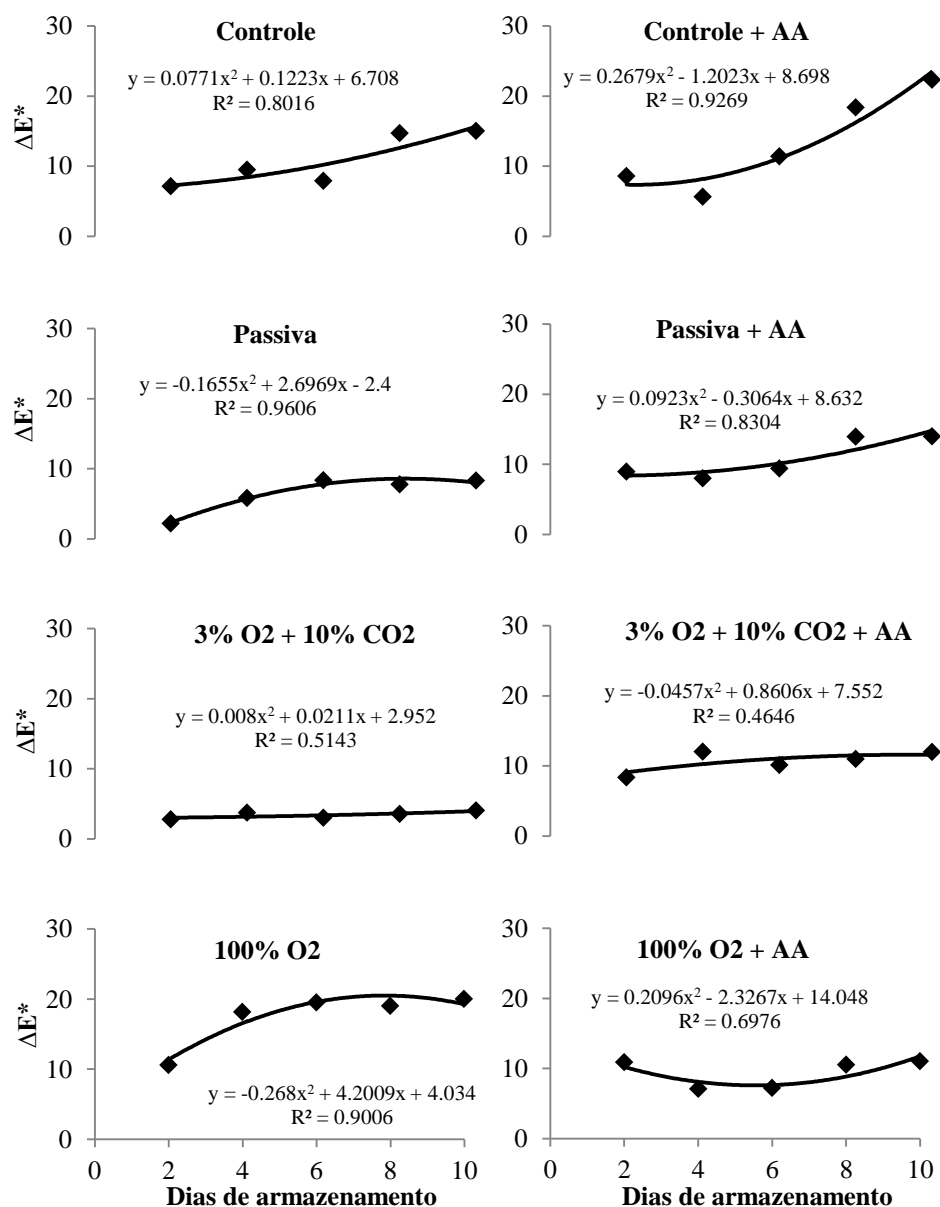 Controle
y = 0.0771x² + 0.1223x + 6.708
R² = 0.8016
30
20
10
0
ΔE*
Controle + AA
y = 0.2679x² - 1.2023x + 8.698
R² = 0.9269
30
20
10
0
Passiva
y = -0.1655x² + 2.6969x - 2.4
R² = 0.9606
30
20
10
0
ΔE*
Passiva + AA
y = 0.0923x² - 0.3064x + 8.632
R² = 0.8304
30
20
10
0
3% O2 + 10% CO2
y = 0.008x² + 0.0211x + 2.952
R² = 0.5143
30
20
10
0
ΔE*
3% O2 + 10% CO2 + AA
y = -0.0457x² + 0.8606x + 7.552
R² = 0.4646
30
20
10
0
100% O2
y = -0.268x² + 4.2009x + 4.034
R² = 0.9006
30
20
10
0
ΔE*
0 2 4 6 8 10
Dias de armazenamento
100% O2 + AA
y = 0.2096x² - 2.3267x + 14.048
R² = 0.6976
30
20
10
0
0 2 4 6 8 10
Dias de armazenamento